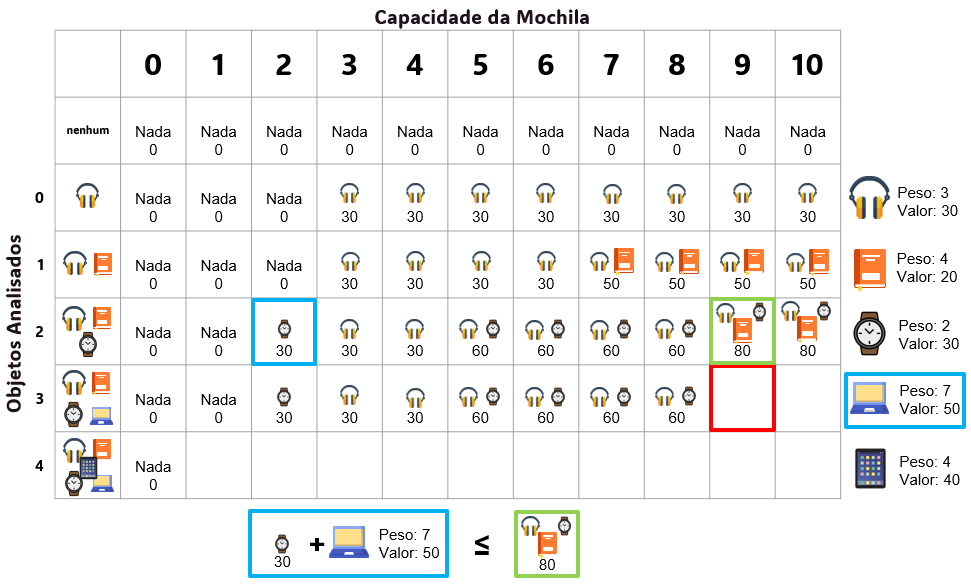 Capacidade da Mochila
0 1 2 3 4 5 6 7 8 9 10
nenhum Nada Nada Nada Nada Nada Nada Nada Nada Nada Nada Nada
0 0 0 0 0 0 0 0 0 0 0
Objetos Analisados
0 Nada Nada Nada
0 0 0 30 30 30 30 30 30 30 30
Peso: 3
Valor: 30
1 Nada Nada Nada
0 0 0 30 30 30 30 50 50 50 50
Peso: 4
Valor: 20
2 Nada Nada
0 0 30 30 30 60 60 60 60 80 80
Peso: 2
Valor: 30
3 Nada Nada
0 0 30 30 30 60 60 60 60
Peso: 7
Valor: 50
4 Nada
0
Peso: 4
Valor: 40
30 + Peso: 7
Valor: 50
≤
80